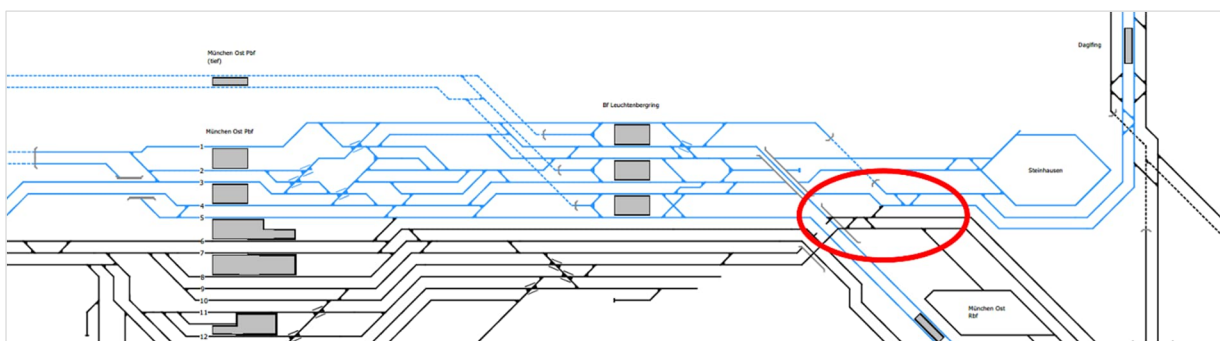 Daglfing
München Ost Pbf
(tief)
Bf Leuchtenbergring
München Ost Pbf
1
2
3
4
5
6
7
8
9
10
11
12
Steinhausen
München Ost
Rbf